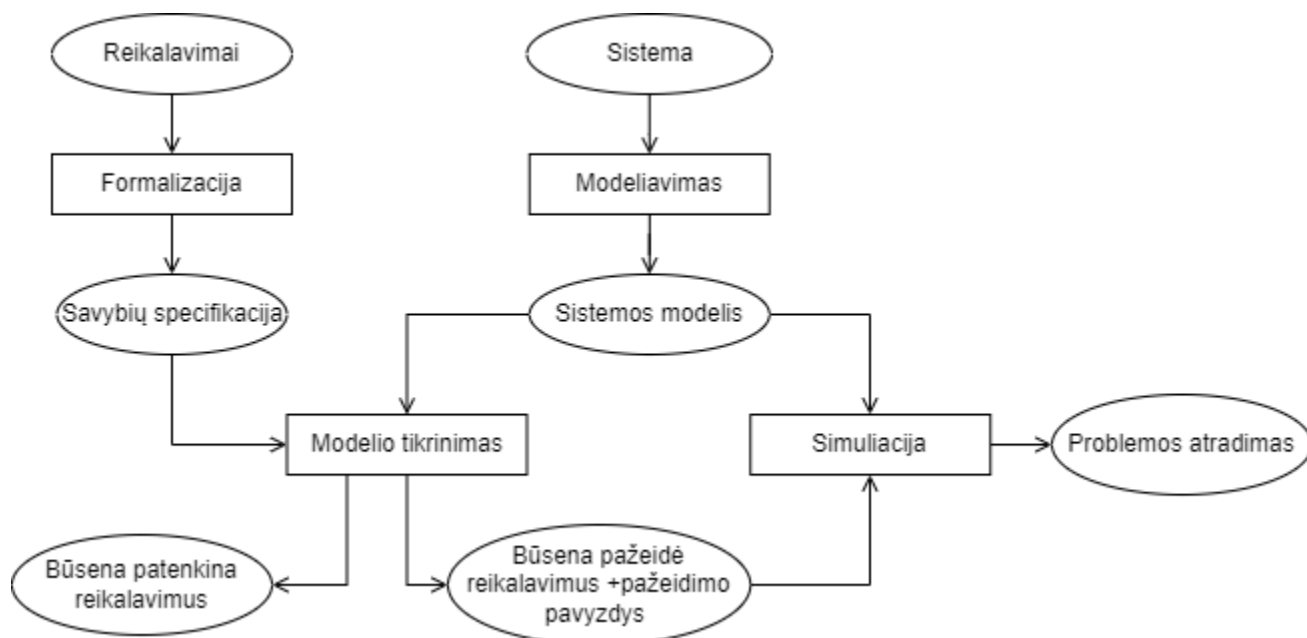 Reikalavimai
Sistema
Formalizacija
Modeliavimas
Savybių specifikacija
Sistemos modelis
Modelio tikrinimas
Simuliacija
Problemos atradimas
Būsena patenkina
reikalavimus
Būsena pažeidė
reikalavimus +pažeidimo
pavyzdys